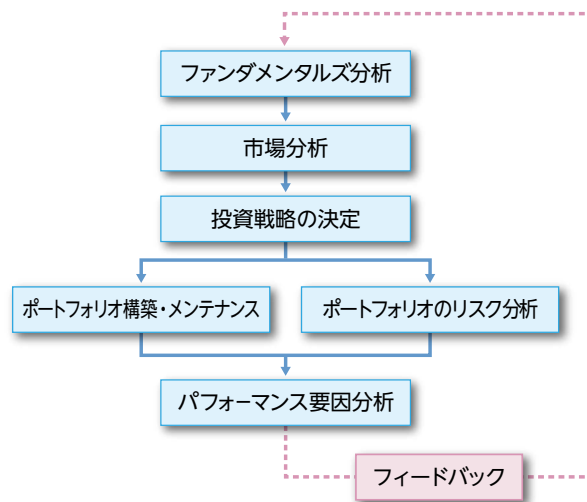 ファンダメンタルズ分析
市場分析
投資戦略の決定
ポートフォリオ構築・メンテナンス
ポートフォリオのリスク分析
パフォーマンス要因分析
フィードバック